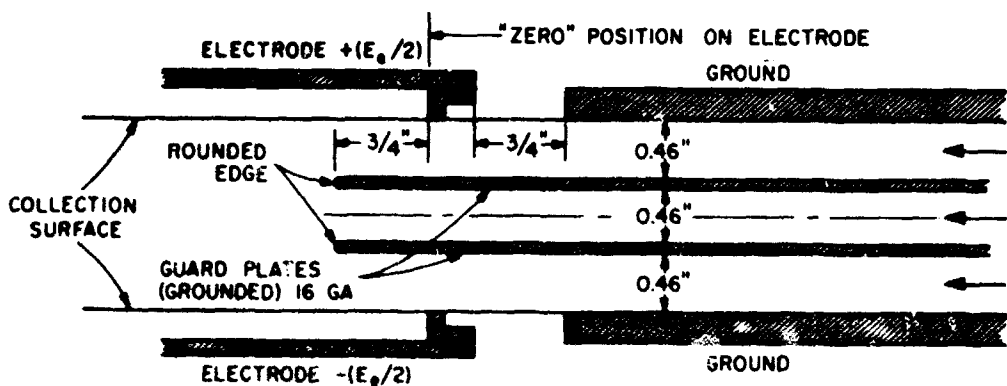 "ZERO" POSITION ON ELECTRODE
ELECTRODE +(E₀/2)
GROUND
3/4"
3/4"
0.46"
ROUNDED
EDGE
COLLECTION
SURFACE
0.46"
GUARD PLATES
(GROUNDED) 16 GA
0.46"
ELECTRODE -(E₀/2)
GROUND